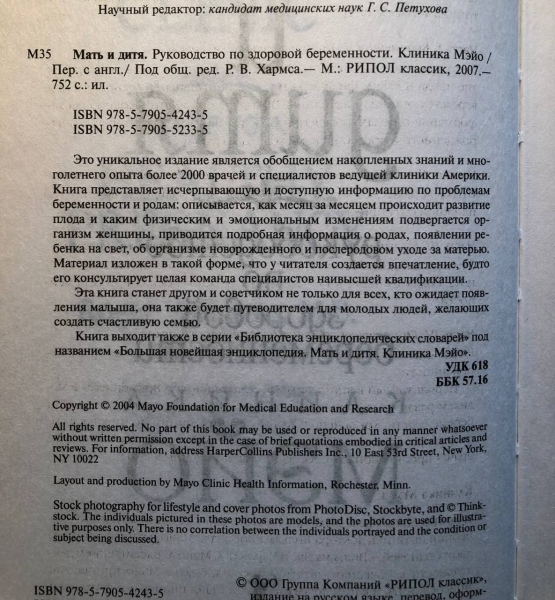 Научный редактор: кандидат медицинских наук Г. С. Петухова
М35 Мать и дитя. Руководство по здоровой беременности. Клиника Мэйо /
Пер. с англ./ Под общ. ред. Р. В. Хармса.— М.: РИПОЛ классик, 2007.—
752 с.: ил.
ISBN 978-5-7905-4243-5
ISBN 978-5-7905-5233-5
Это уникальное издание является обобщением накопленных знаний и мно-
голетнего опыта более 2000 врачей и специалистов ведущей клиники Америки.
Книга представляет исчерпывающую и доступную информацию по проблемам
беременности и родам: описывается, как месяц за месяцем происходит развитие
плода и каким физическим и эмоциональным изменениям подвергается ор-
ганизм женщины, приводится подробная информация о родах, появлении ре-
бенка на свет, об организме новорожденного и послеродовом уходе за матерью.
Материал изложен в такой форме, что у читателя создается впечатление, будто
его консультирует целая команда специалистов наивысшей квалификации.
Эта книга станет другом и советчиком не только для всех, кто ожидает появ-
ления малыша, она также будет путеводителем для молодых людей, желающих
создать счастливую семью.
Книга выходит также в серии «Библиотека энциклопедических словарей» под
названием «Большая новейшая энциклопедия. Мать и дитя. Клиника Мэйо».
УДК 618
ББК 57.16
Copyright © 2004 Mayo Foundation for Medical Education and Research
All rights reserved. No part of this book may be used or reproduced in any manner whatsoever
without written permission except in the case of brief quotations embodied in critical articles and
reviews. For information, address HarperCollins Publishers Inc., 10 East 53rd Street, New York,
NY 10022
Layout and production by Mayo Clinic Health Information, Rochester, Minn.
Stock photography for lifestyle and cover photos from PhotoDisc, Stockbyte, and © Think-
stock. The individuals pictured in these photos are models, and the photos are used for illustra-
tive purposes only. There is no correlation between the individuals portrayed and the condition or
subject being discussed.
ISBN 978-5-7905-4243-5 © ООО Группа Компаний «РИПОЛ классик»,
издание на русском языке, перевод, оформ-